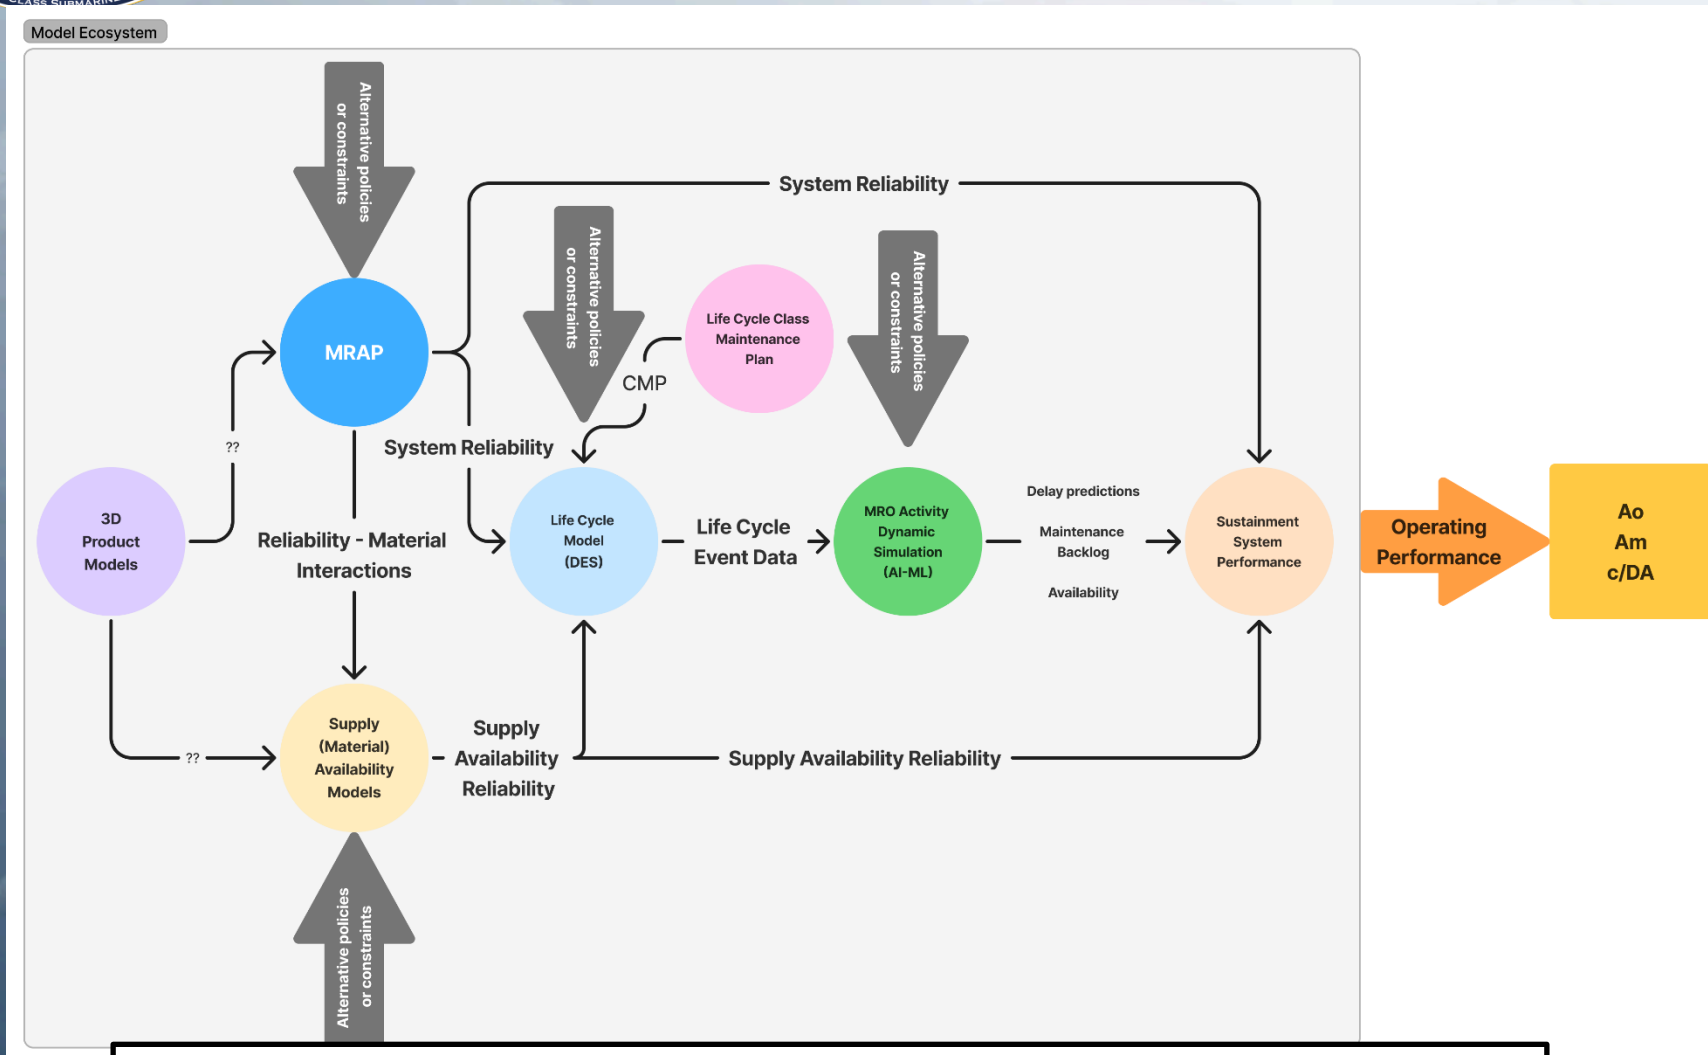 CLASS SUBMARINE
Model Ecosystem
Alternative policies
or constraints
System Reliability
Alternative policies
or constraints
Alternative policies
or constraints
Life Cycle Class
Maintenance
Plan
MRAP
CMP
??
System Reliability
3D
Product
Models
Reliability - Material
Interactions
Life Cycle
Model
(DES)
Life Cycle
Event Data
MRO Activity
Dynamic
Simulation
(AI-ML)
Delay predictions
Maintenance
Backlog
Availability
Sustainment
System
Performance
Operating
Performance
Ao
Am
c/DA
??
Supply
(Material)
Availability
Models
Supply
Availability
Reliability
Supply Availability Reliability
Alternative policies
or constraints